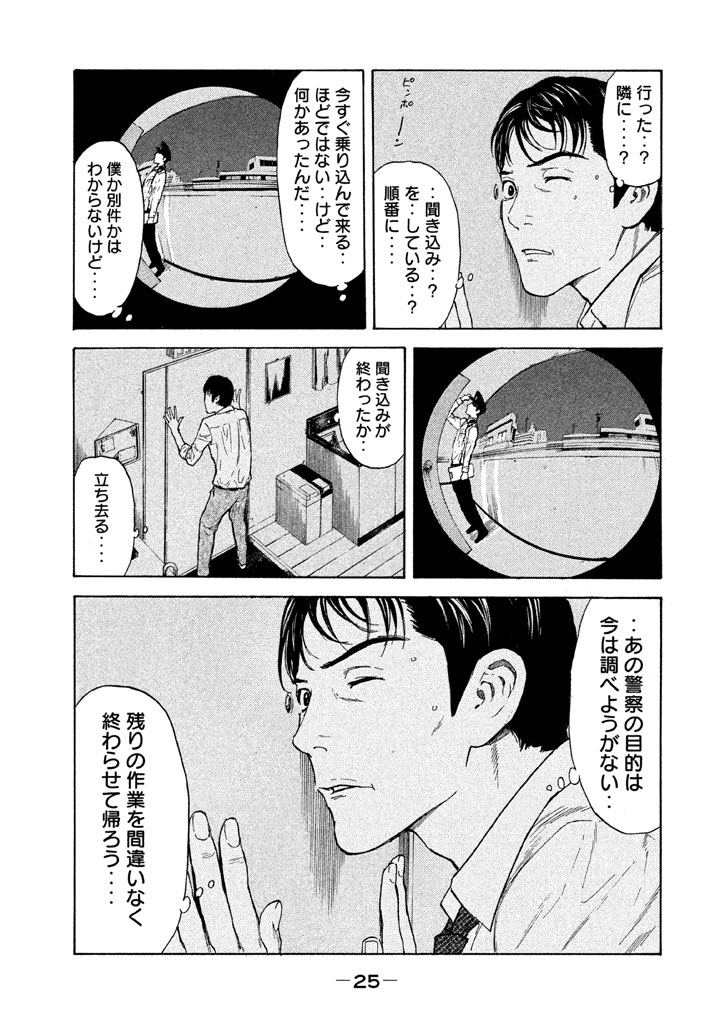 行った‥?
隣に‥‥?
ピンポーン
‥聞き込み‥?
を‥している‥?
順番に‥‥
今すぐ乗り込んで来る‥
ほどではない‥けど‥
何かあったんだ‥‥
僕か別件かは
わからないけど‥‥
聞き込みが
終わったか‥
立ち去る‥‥
‥あの警察の目的は
今は調べようがない‥
残りの作業を間違いなく
終わらせて帰ろう‥‥
—25—